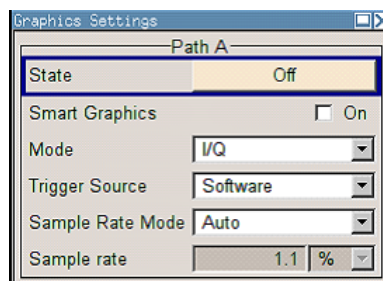 Graphics Settings
Path A
State Off
Smart Graphics On
Mode I/Q
Trigger Source Software
Sample Rate Mode Auto
Sample rate 1.1 %